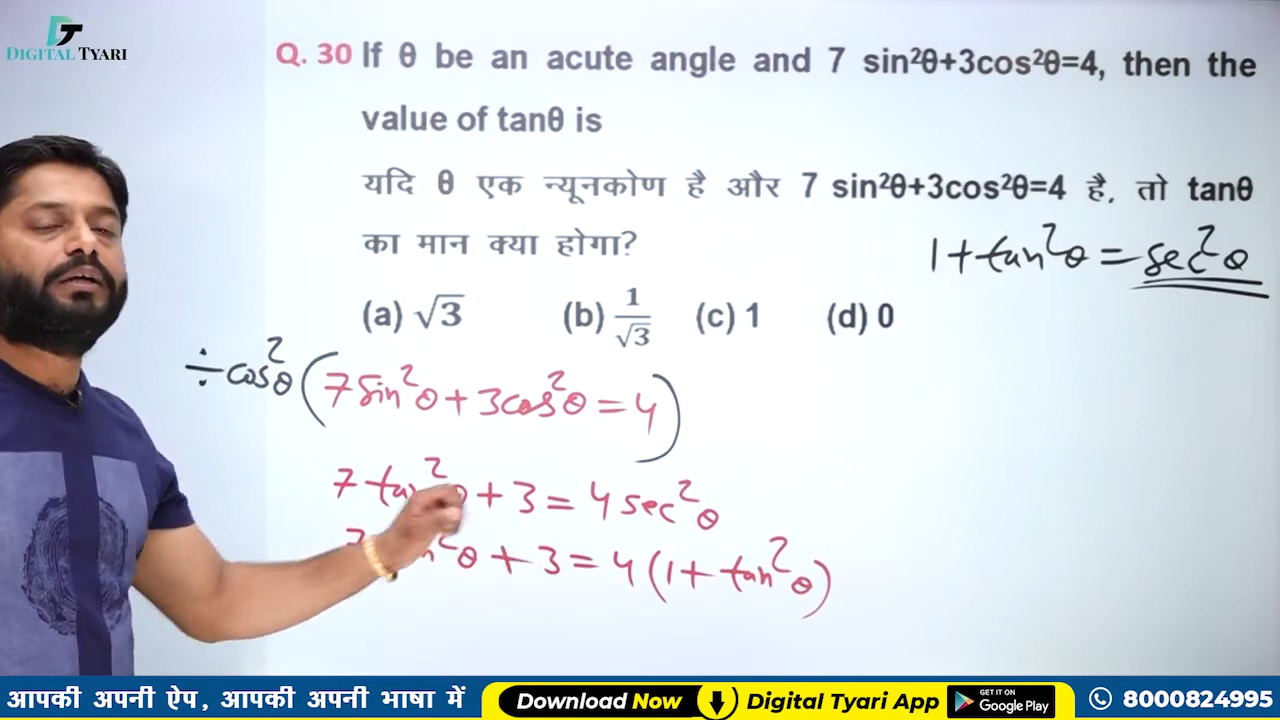 DT
DIGITAL TYARI
Q. 30 If θ be an acute angle and 7 sin²θ+3cos²θ=4, then the
value of tanθ is
यदि θ एक न्यूनकोण है और 7 sin²θ+3cos²θ=4 है, तो tanθ
का मान क्या होगा?
1 + tan²θ = sec²θ
(a) √3 (b) 1/√3 (c) 1 (d) 0
÷ cos²θ (7 sin²θ + 3cos²θ = 4)
7 tan²θ + 3 = 4 sec²θ
θ + 3 = 4 (1 + tan²θ)
आपकी अपनी ऐप, आपकी अपनी भाषा में Download Now Digital Tyari App GET IT ON Google Play 8000824995